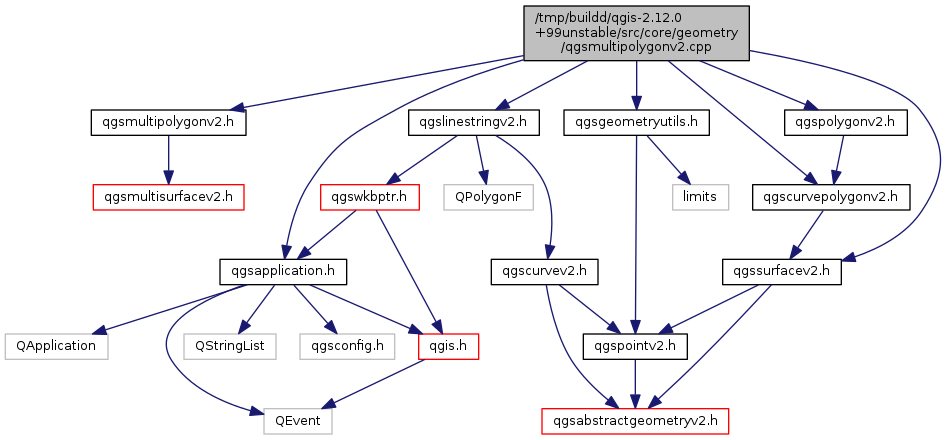 /tmp/buildd/qgis-2.12.0
+99unstable/src/core/geometry
/qgsmultipolygonv2.cpp
qgsmultipolygonv2.h
qgslinestringv2.h
qgsgeometryutils.h
qgspolygonv2.h
qgsmultisurfacev2.h
qgswkbptr.h
QPolygonF
limits
qgscurvepolygonv2.h
qgsapplication.h
qgscurvev2.h
qgssurfacev2.h
QApplication
QStringList
qgsconfig.h
qgis.h
qgspointv2.h
QEvent
qgsabstractgeometryv2.h